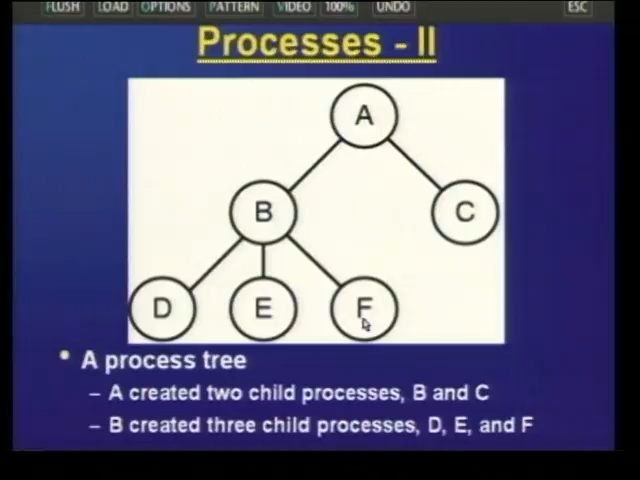 FLUSH LOAD OPTIONS PATTERN VIDEO 100% UNDO ESC
Processes - II
A
B
C
D
E
F
• A process tree
– A created two child processes, B and C
– B created three child processes, D, E, and F